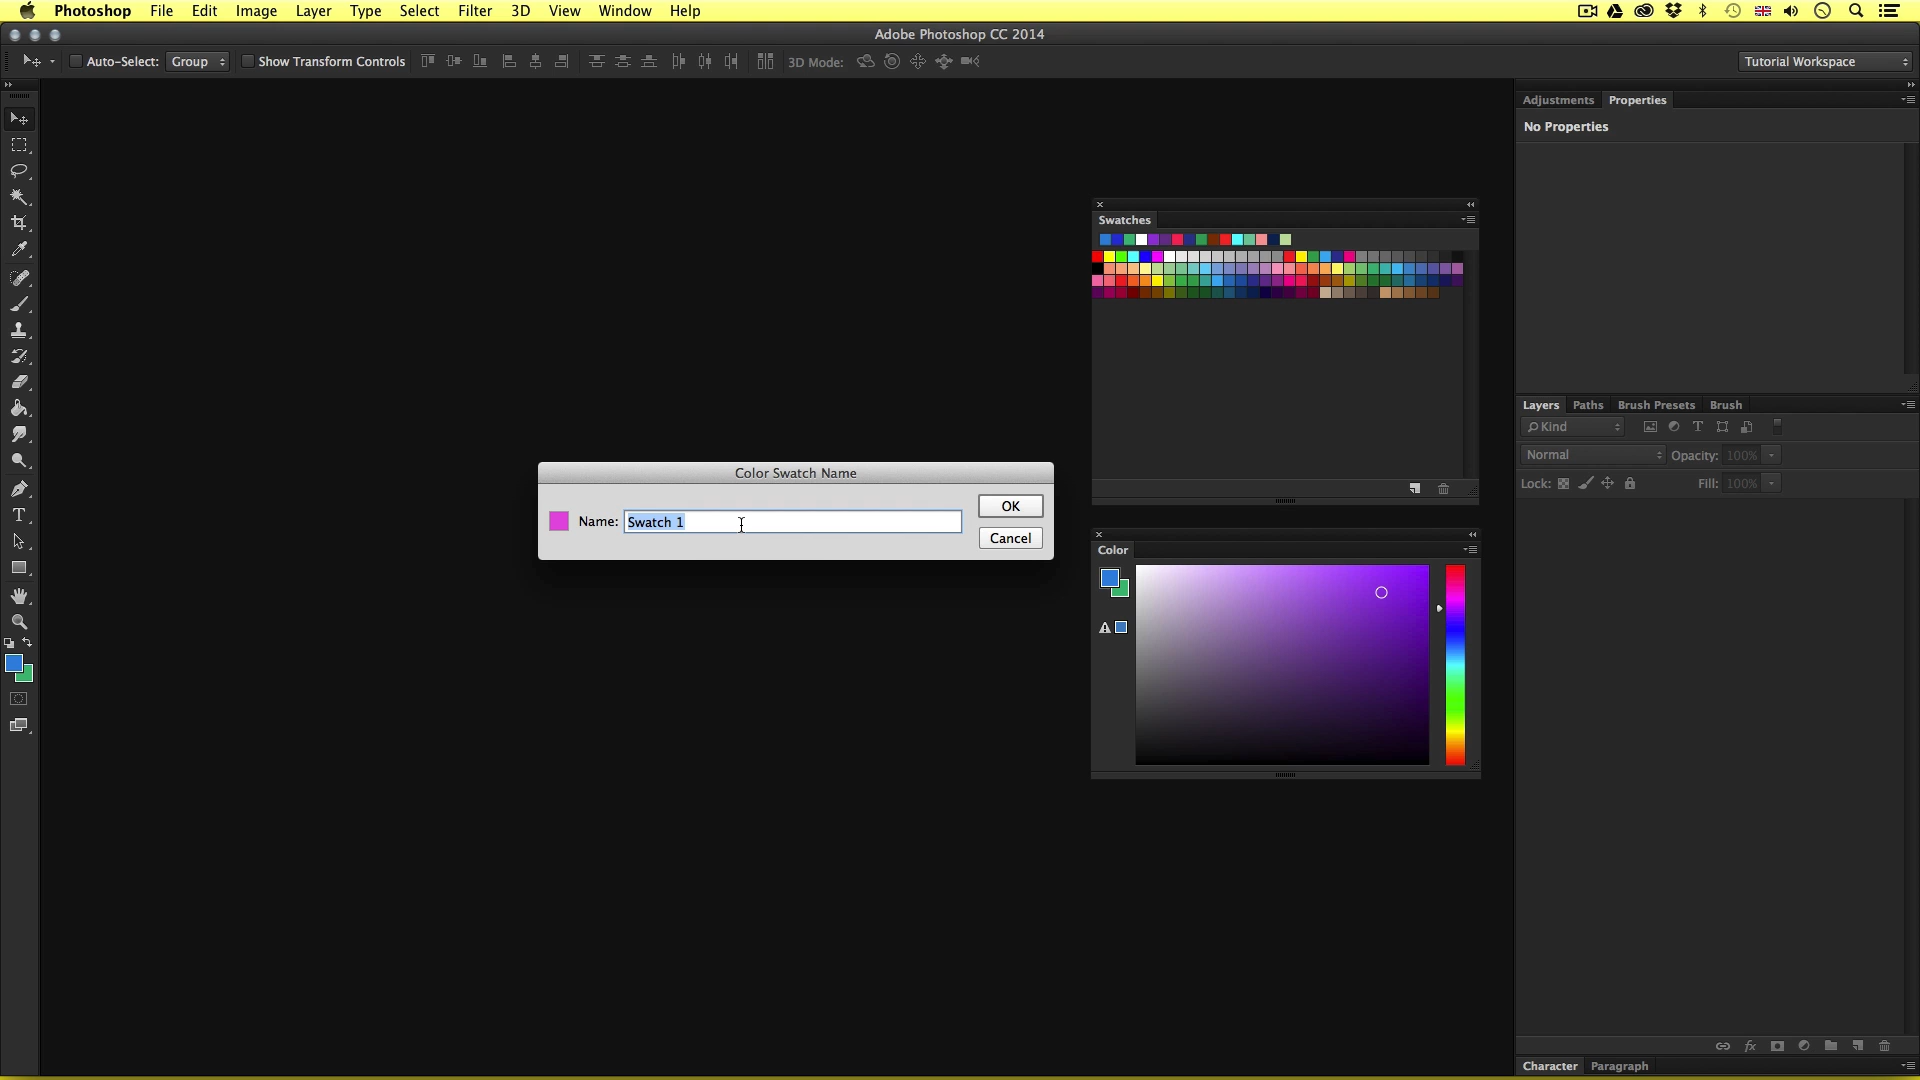 Photoshop File Edit Image Layer Type Select Filter 3D View Window Help
Adobe Photoshop CC 2014
Auto-Select: Group Show Transform Controls 3D Mode: Tutorial Workspace
Adjustments Properties
No Properties
Swatches
Layers Paths Brush Presets Brush
Kind
Normal Opacity: 100%
Lock: Fill: 100%
Color Swatch Name
Name: Swatch 1
OK
Cancel
Color
Character Paragraph